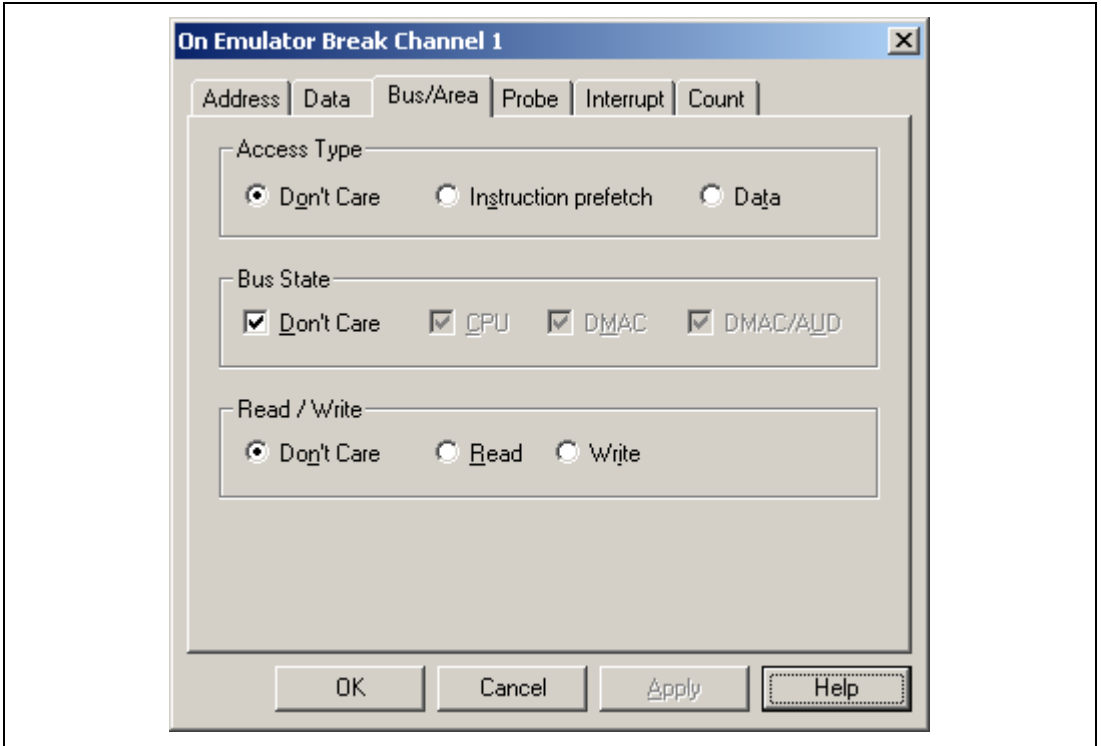 On Emulator Break Channel 1
Address Data Bus/Area Probe Interrupt Count
Access Type
Don't Care Instruction prefetch Data
Bus State
Don't Care CPU DMAC DMAC/AUD
Read / Write
Don't Care Read Write
OK Cancel Apply Help